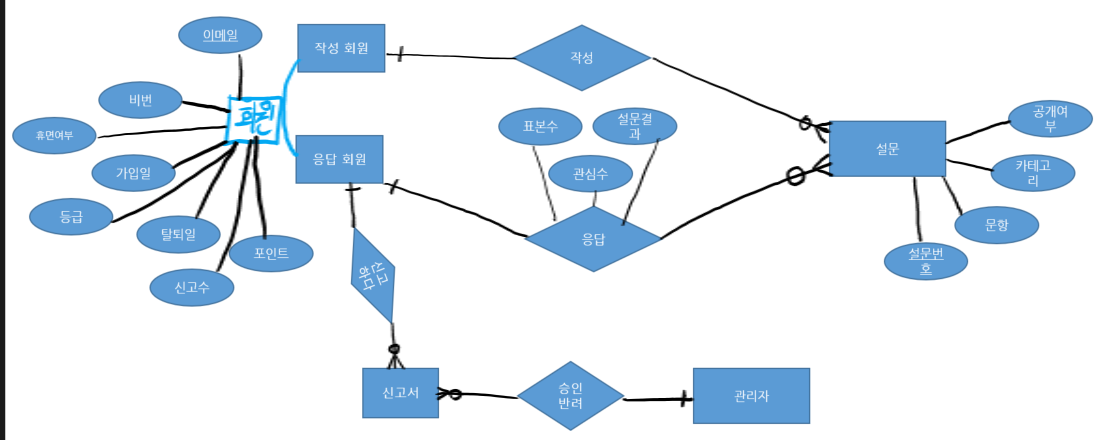 이메일
작성 회원
작성
비번
회원
표본수
설문결
과
공개여
부
휴면여부
응답 회원
설문
가입일
관심수
카테고
리
등급
탈퇴일
포인트
응답
문항
신고수
신고
하다
설문번
호
신고서
승인
반려
관리자